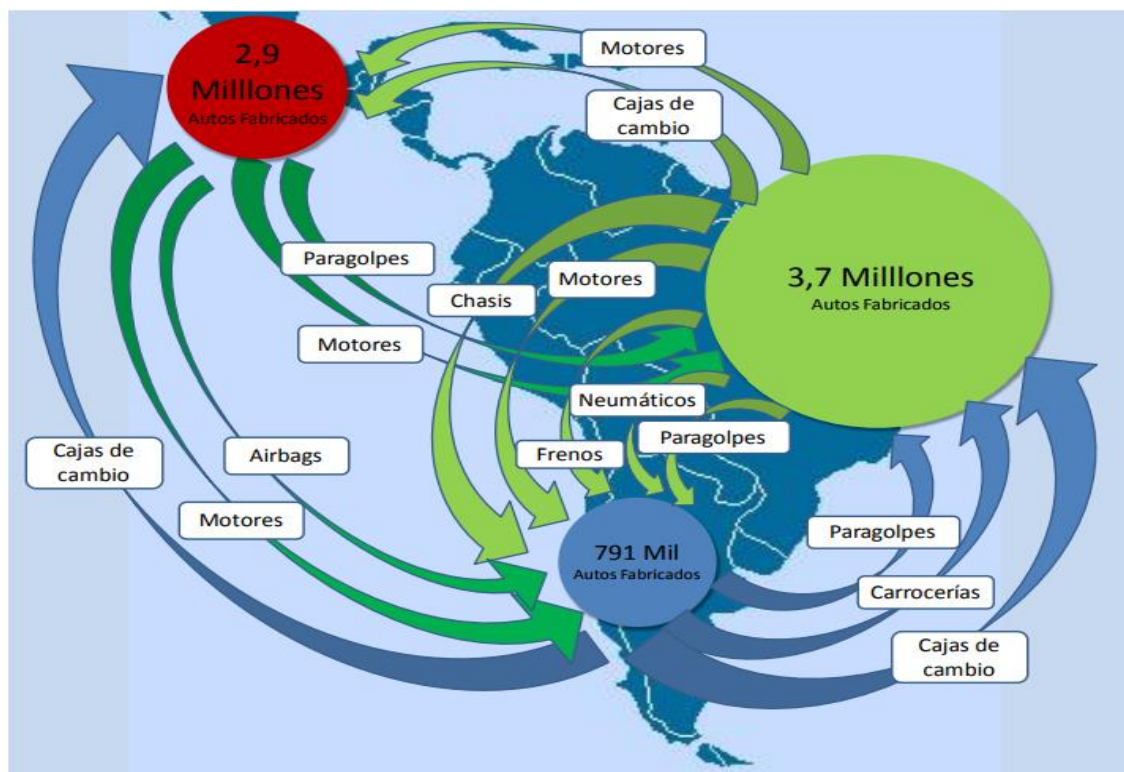 2,9
Milllones
Autos Fabricados
Motores
Cajas de
cambio
3,7 Milllones
Autos Fabricados
Paragolpes
Chasis
Motores
Motores
Neumáticos
Paragolpes
Frenos
Cajas de
cambio
Airbags
Motores
791 Mil
Autos Fabricados
Paragolpes
Carrocerías
Cajas de
cambio